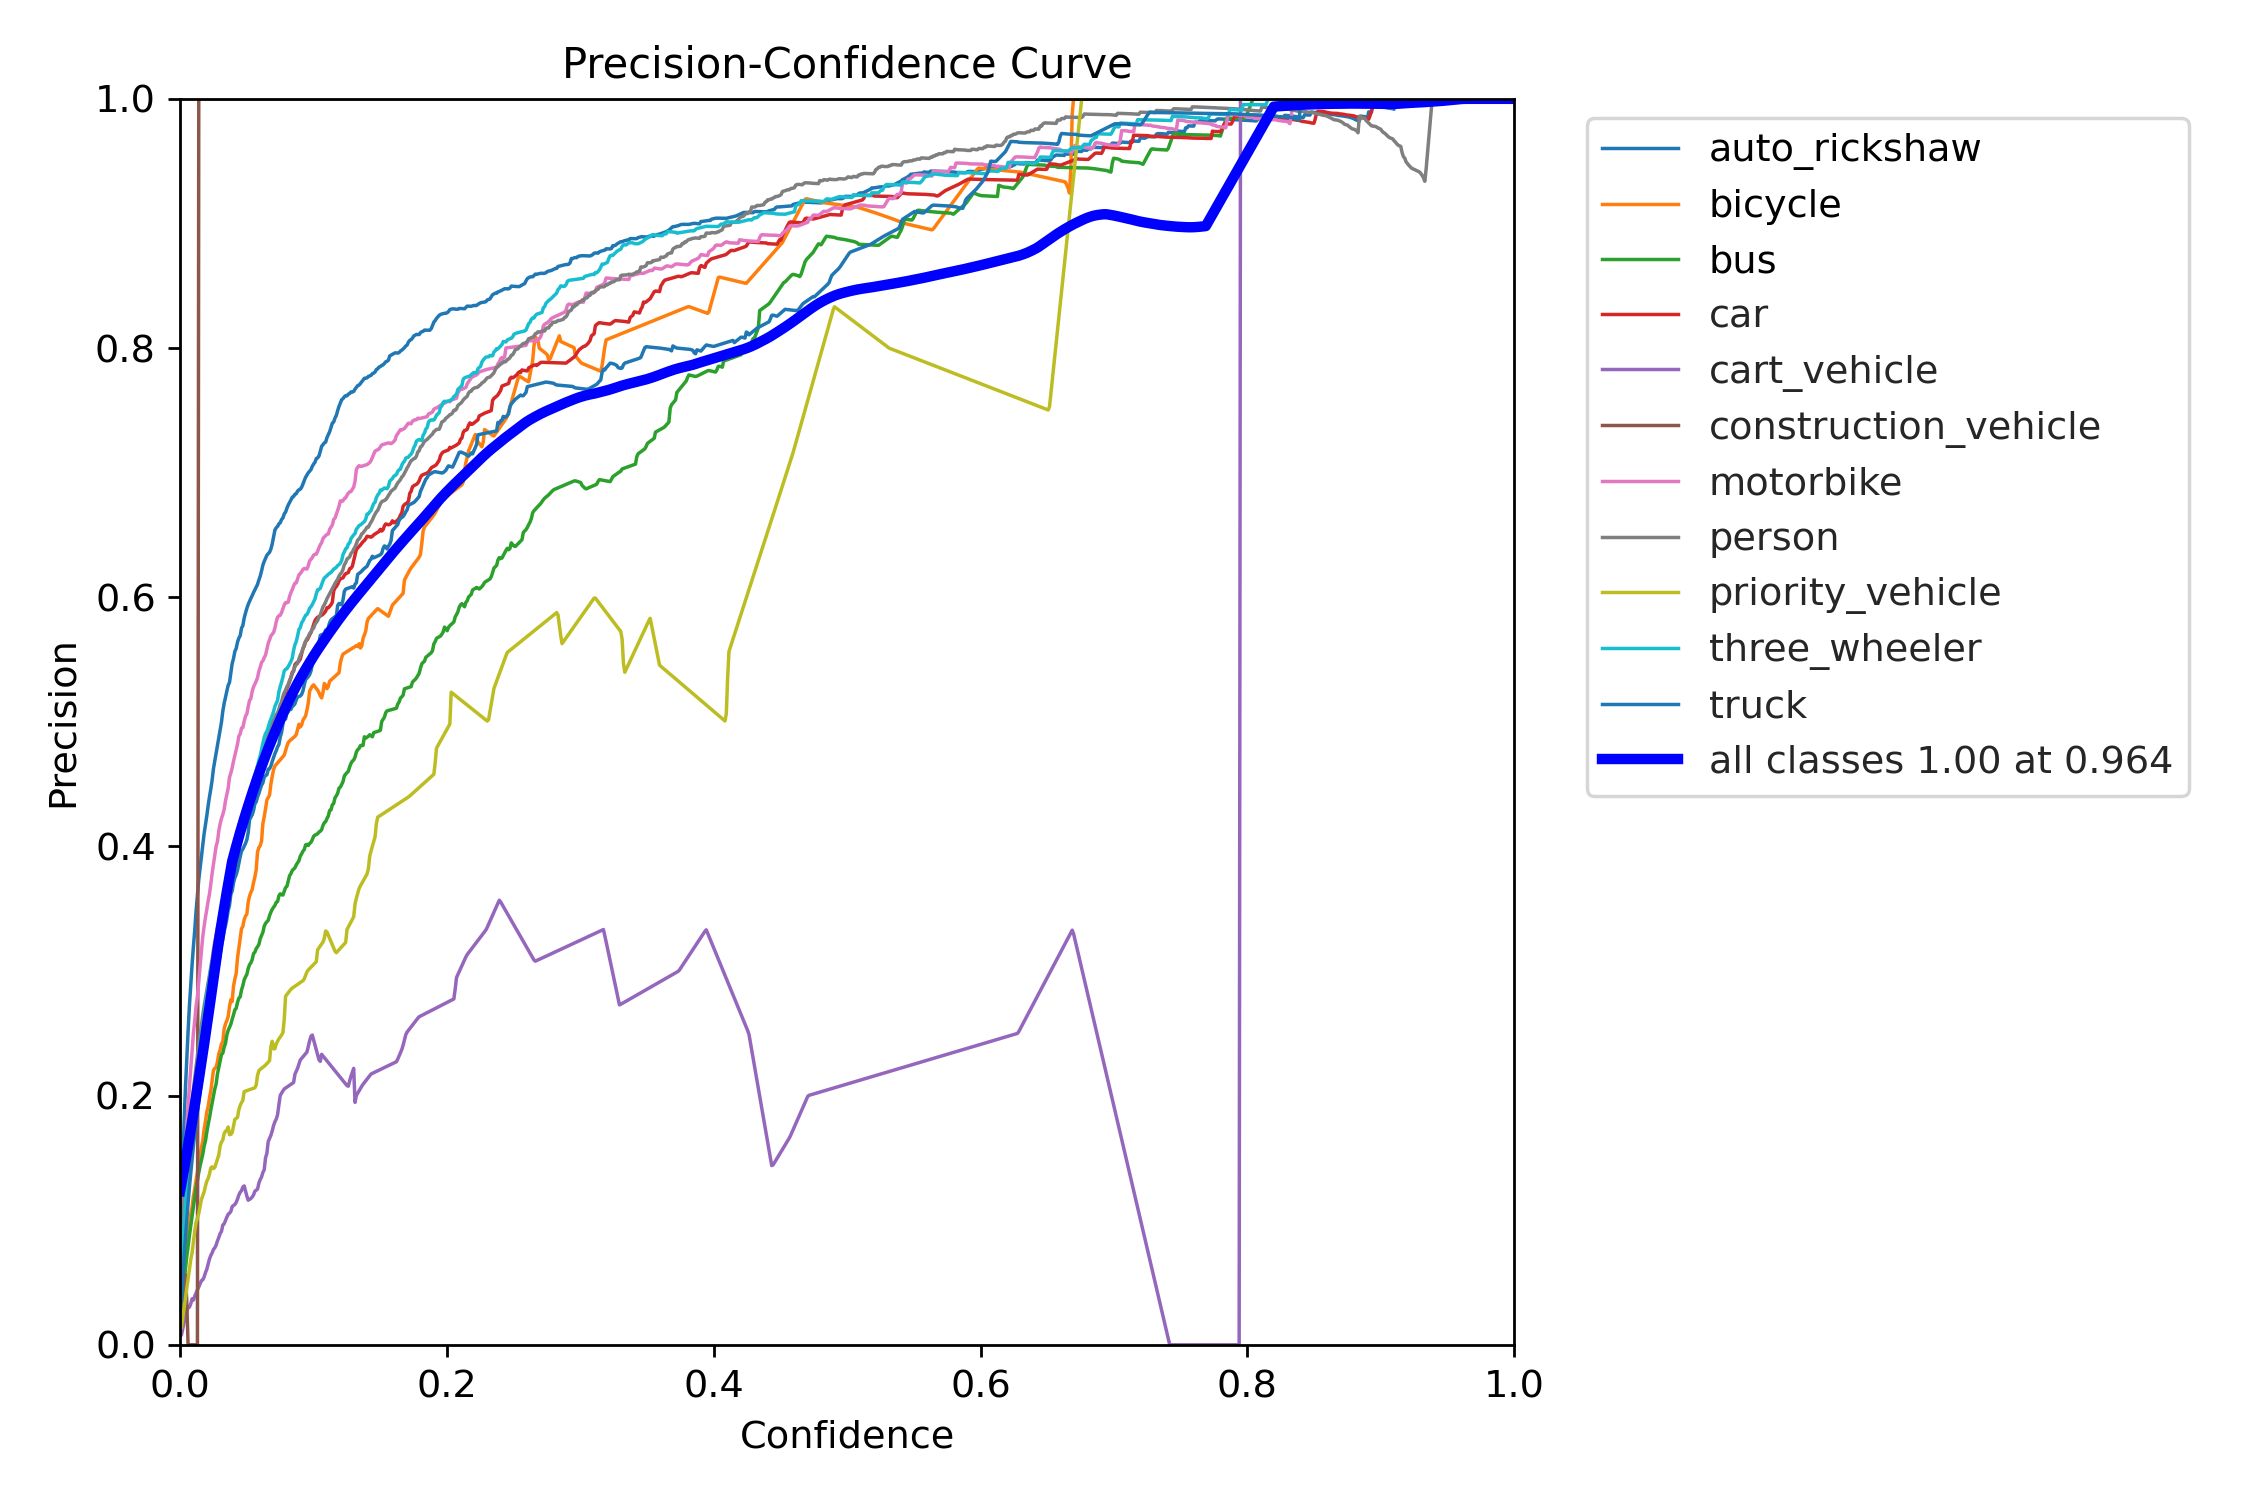 Precision-Confidence Curve
1.0
0.8
0.6
0.4
0.2
0.0
Precision
0.0 0.2 0.4 0.6 0.8 1.0
Confidence
auto_rickshaw
bicycle
bus
car
cart_vehicle
construction_vehicle
motorbike
person
priority_vehicle
three_wheeler
truck
all classes 1.00 at 0.964